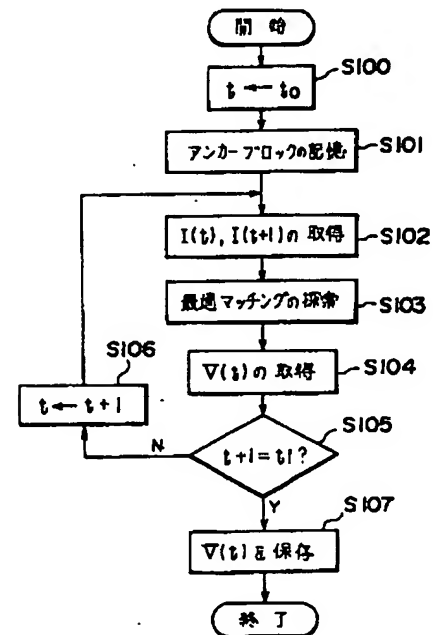 開始
S100
t ← t0
アンカーブロックの記憶
S101
I(t), I(t+1)の取得
S102
最適マッチングの探索
S103
S106
t ← t+1
∇(t)の取得
S104
S105
t+1=t1?
N
Y
S107
∇(t)を保存
終了